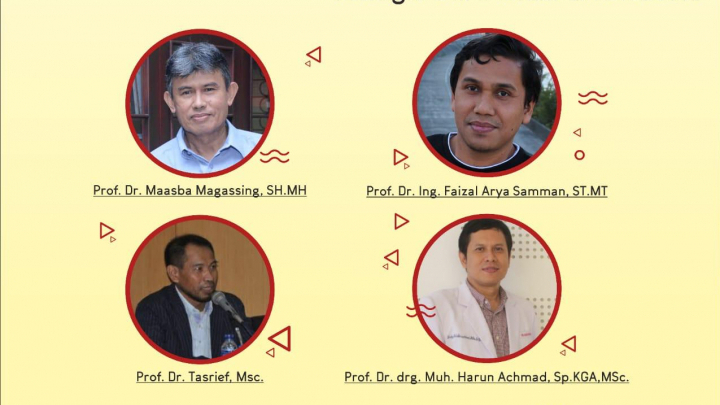 Prof. Dr. Maasba Magassing, SH.MH
Prof. Dr. Ing. Faizal Arya Samman, ST.MT
Prof. Dr. Tasrief, Msc.
Prof. Dr. drg. Muh. Harun Achmad, Sp.KGA,MSc.